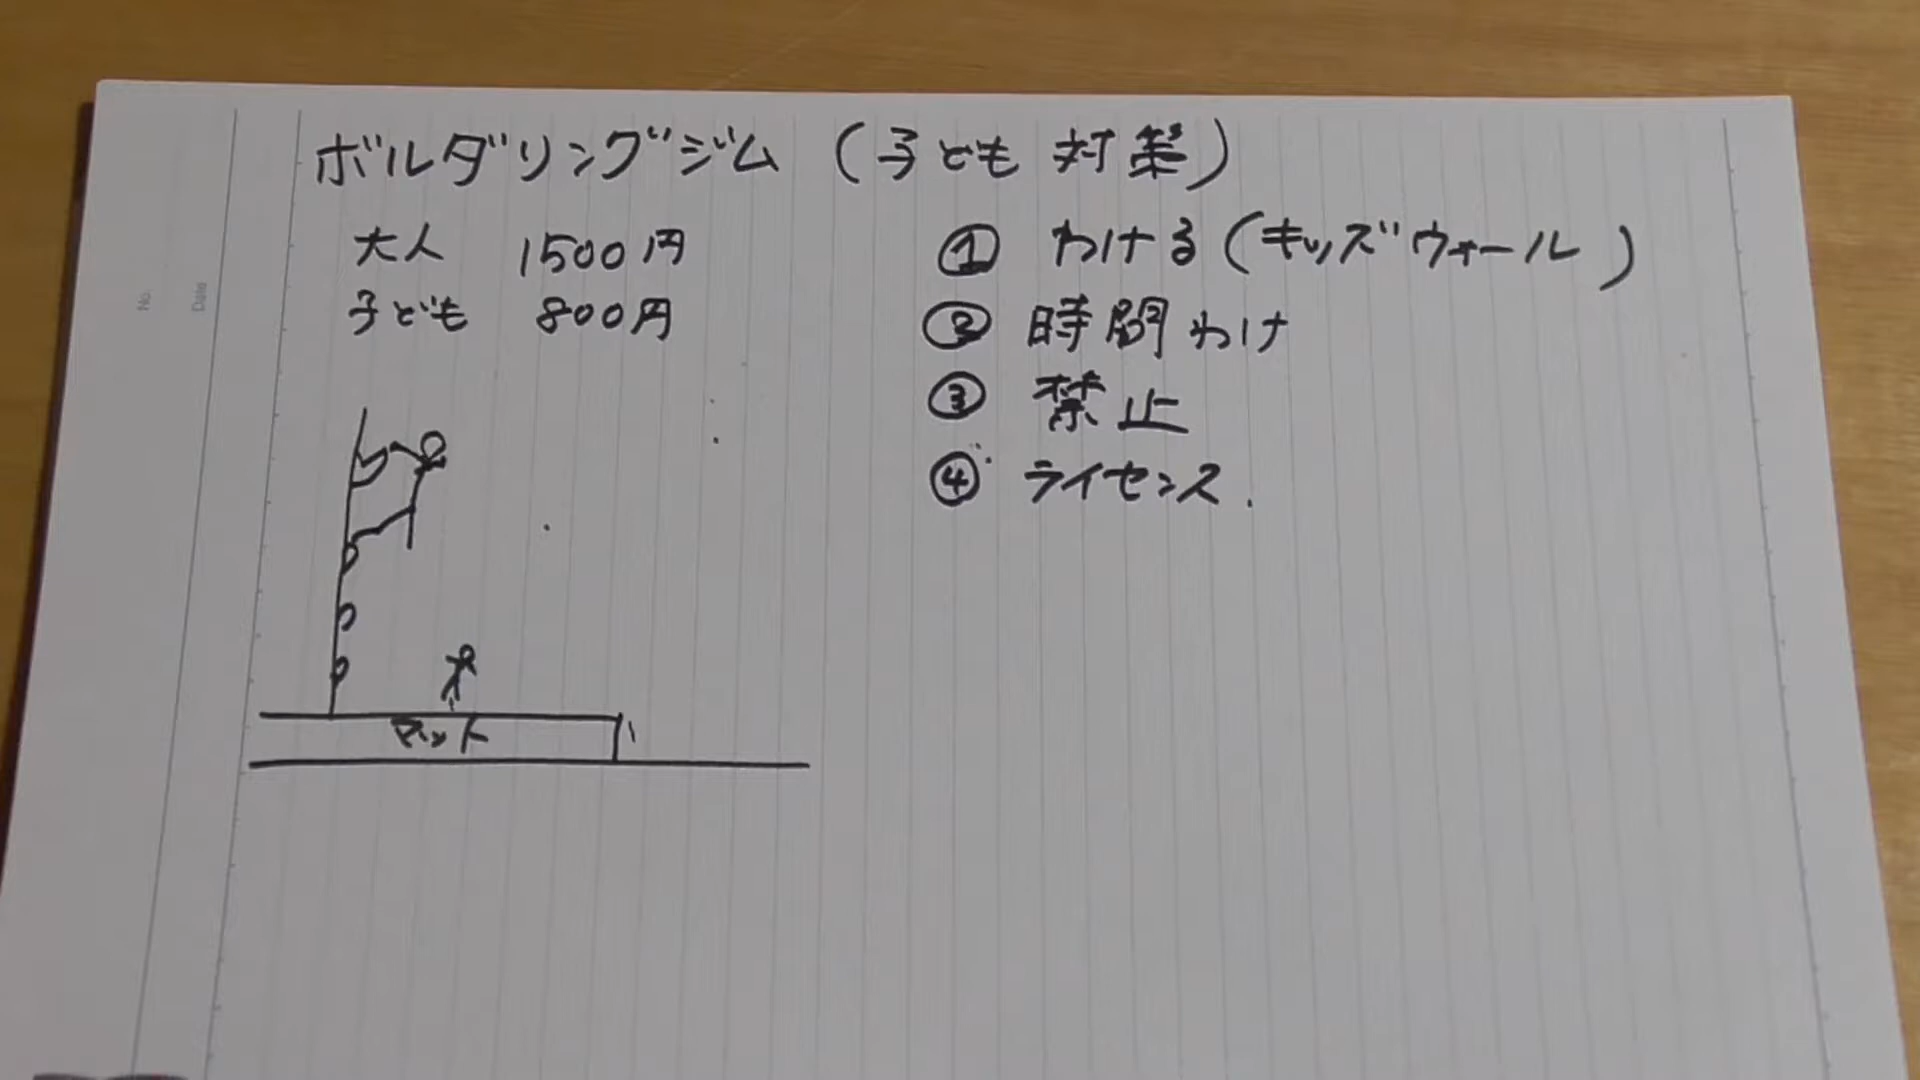 ボルダリングジム（子ども対策）
大人 1500円
子ども 800円
① わける（キッズウォール）
② 時間わけ
③ 禁止
④ ライセンス.
マット
No.
Date